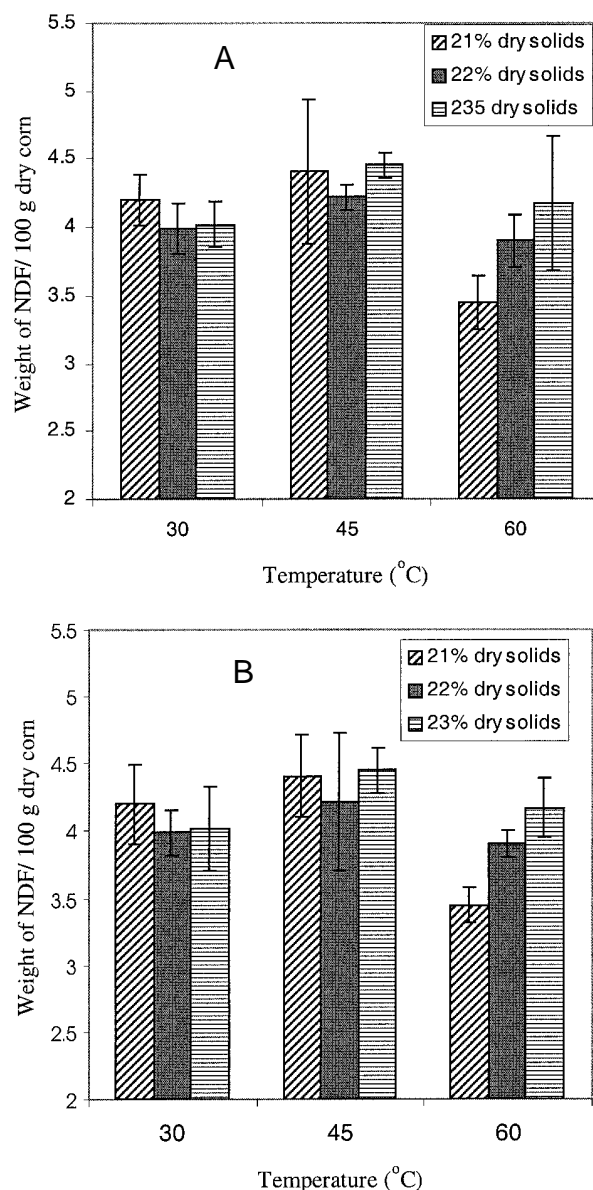 5.5
A
21% dry solids
22% dry solids
235 dry solids
5
4.5
4
3.5
3
2.5
2
Weight of NDF/ 100 g dry corn
30 45 60
Temperature (°C)
5.5
B
21% dry solids
22% dry solids
23% dry solids
5
4.5
4
3.5
3
2.5
2
Weight of NDF/ 100 g dry corn
30 45 60
Temperature (°C)